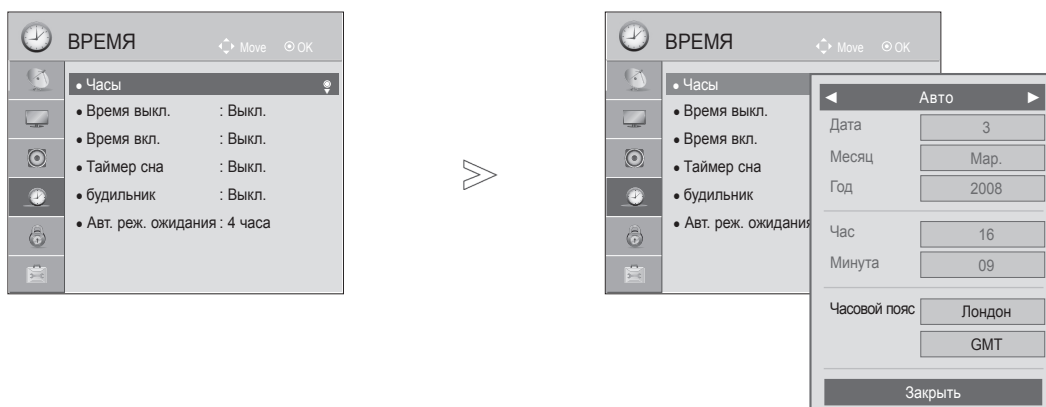 ВРЕМЯ Move OK
Часы
Время выкл. : Выкл.
Время вкл. : Выкл.
Таймер сна : Выкл.
будильник : Выкл.
Авт. реж. ожидания : 4 часа
ВРЕМЯ Move OK
Часы
Время выкл.
Время вкл.
Таймер сна
будильник
Авт. реж. ожидания
Авто
Дата 3
Месяц Мар.
Год 2008
Час 16
Минута 09
Часовой пояс Лондон
GMT
Закрыть